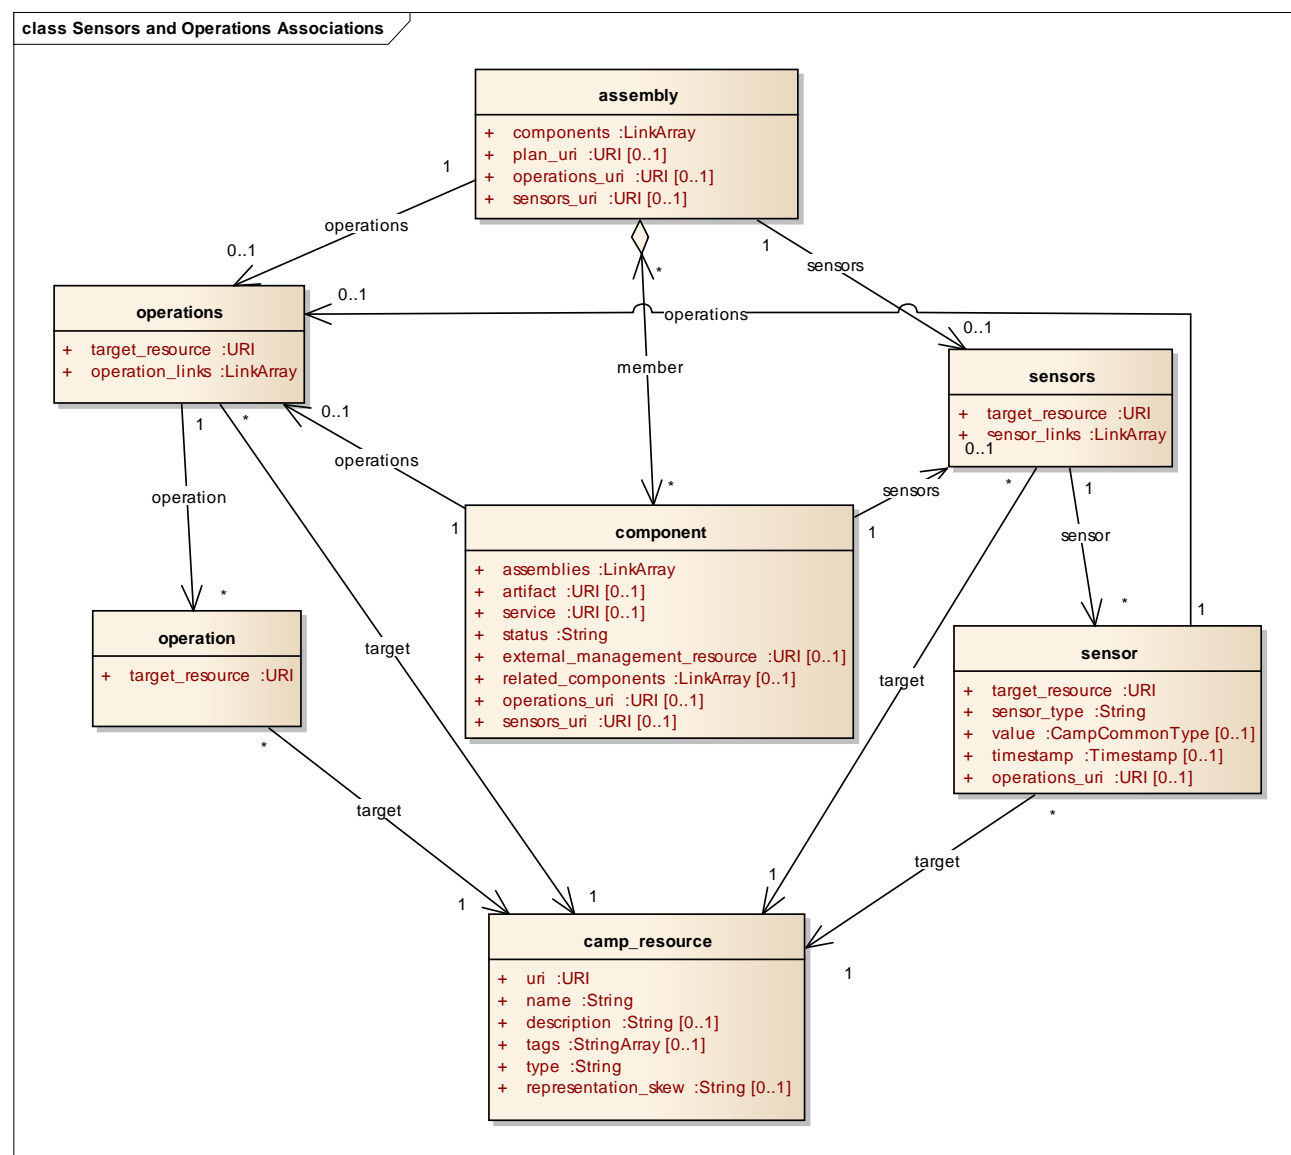 class Sensors and Operations Associations
assembly
+ components :LinkArray
+ plan_uri :URI [0..1]
+ operations_uri :URI [0..1]
+ sensors_uri :URI [0..1]
1
operations
0..1
1
sensors
0..1
*
member
*
operations
+ target_resource :URI
+ operation_links :LinkArray
0..1
operations
1
sensors
+ target_resource :URI
+ sensor_links :LinkArray
0..1
0..1
operations
1
sensors
1
1
operation
*
*
target
1
component
+ assemblies :LinkArray
+ artifact :URI [0..1]
+ service :URI [0..1]
+ status :String
+ external_management_resource :URI [0..1]
+ related_components :LinkArray [0..1]
+ operations_uri :URI [0..1]
+ sensors_uri :URI [0..1]
*
target
1
1
sensor
*
operation
+ target_resource :URI
*
target
1
sensor
+ target_resource :URI
+ sensor_type :String
+ value :CampCommonType [0..1]
+ timestamp :Timestamp [0..1]
+ operations_uri :URI [0..1]
*
target
1
camp_resource
+ uri :URI
+ name :String
+ description :String [0..1]
+ tags :StringArray [0..1]
+ type :String
+ representation_skew :String [0..1]